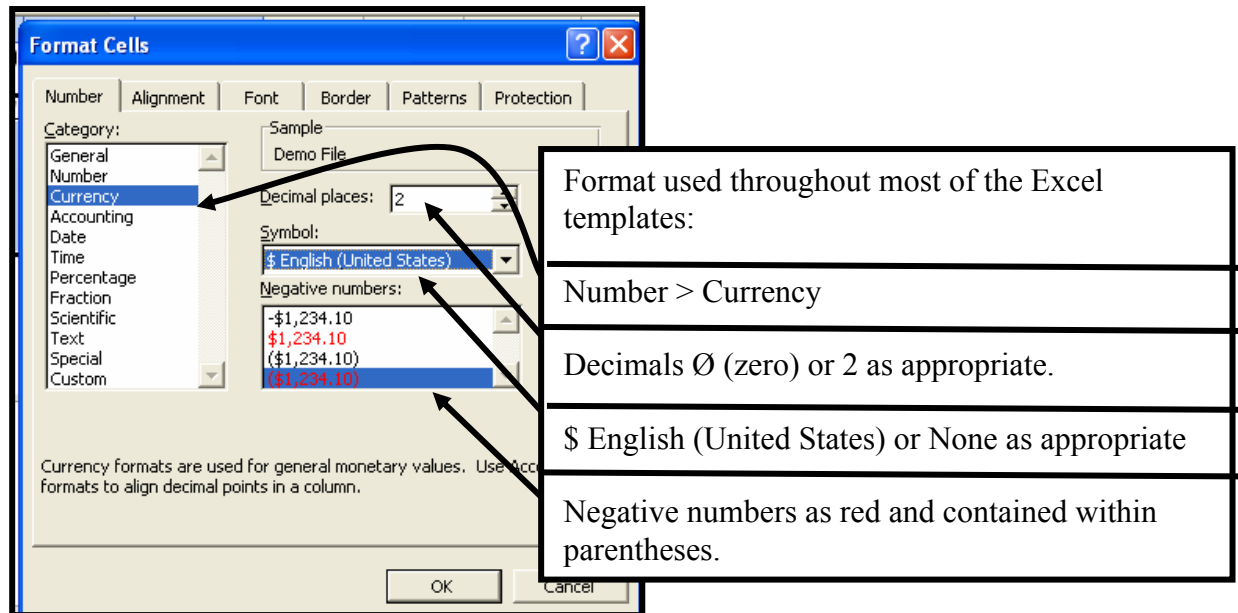 Format Cells
Number Alignment Font Border Patterns Protection
Category:
General
Number
Currency
Accounting
Date
Time
Percentage
Fraction
Scientific
Text
Special
Custom
Sample
Demo File
Decimal places: 2
Symbol:
$ English (United States)
Negative numbers:
-$1,234.10
$1,234.10
($1,234.10)
($1,234.10)
Currency formats are used for general monetary values. Use Acc
formats to align decimal points in a column.
OK Cancel
Format used throughout most of the Excel
templates:
Number > Currency
Decimals Ø (zero) or 2 as appropriate.
$ English (United States) or None as appropriate
Negative numbers as red and contained within
parentheses.